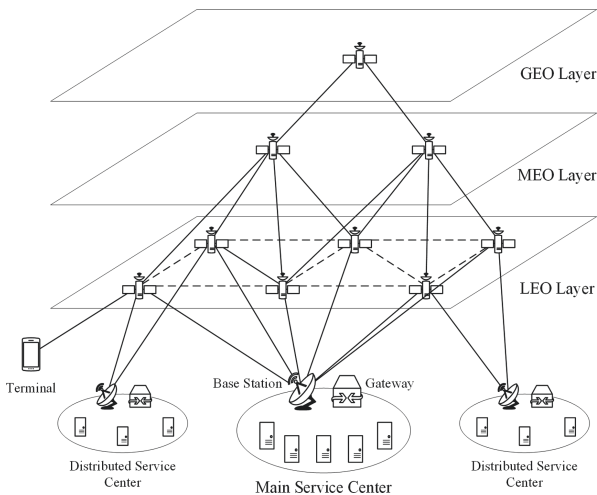 GEO Layer
MEO Layer
LEO Layer
Terminal
Base Station
Gateway
Distributed Service
Center
Main Service Center
Distributed Service
Center